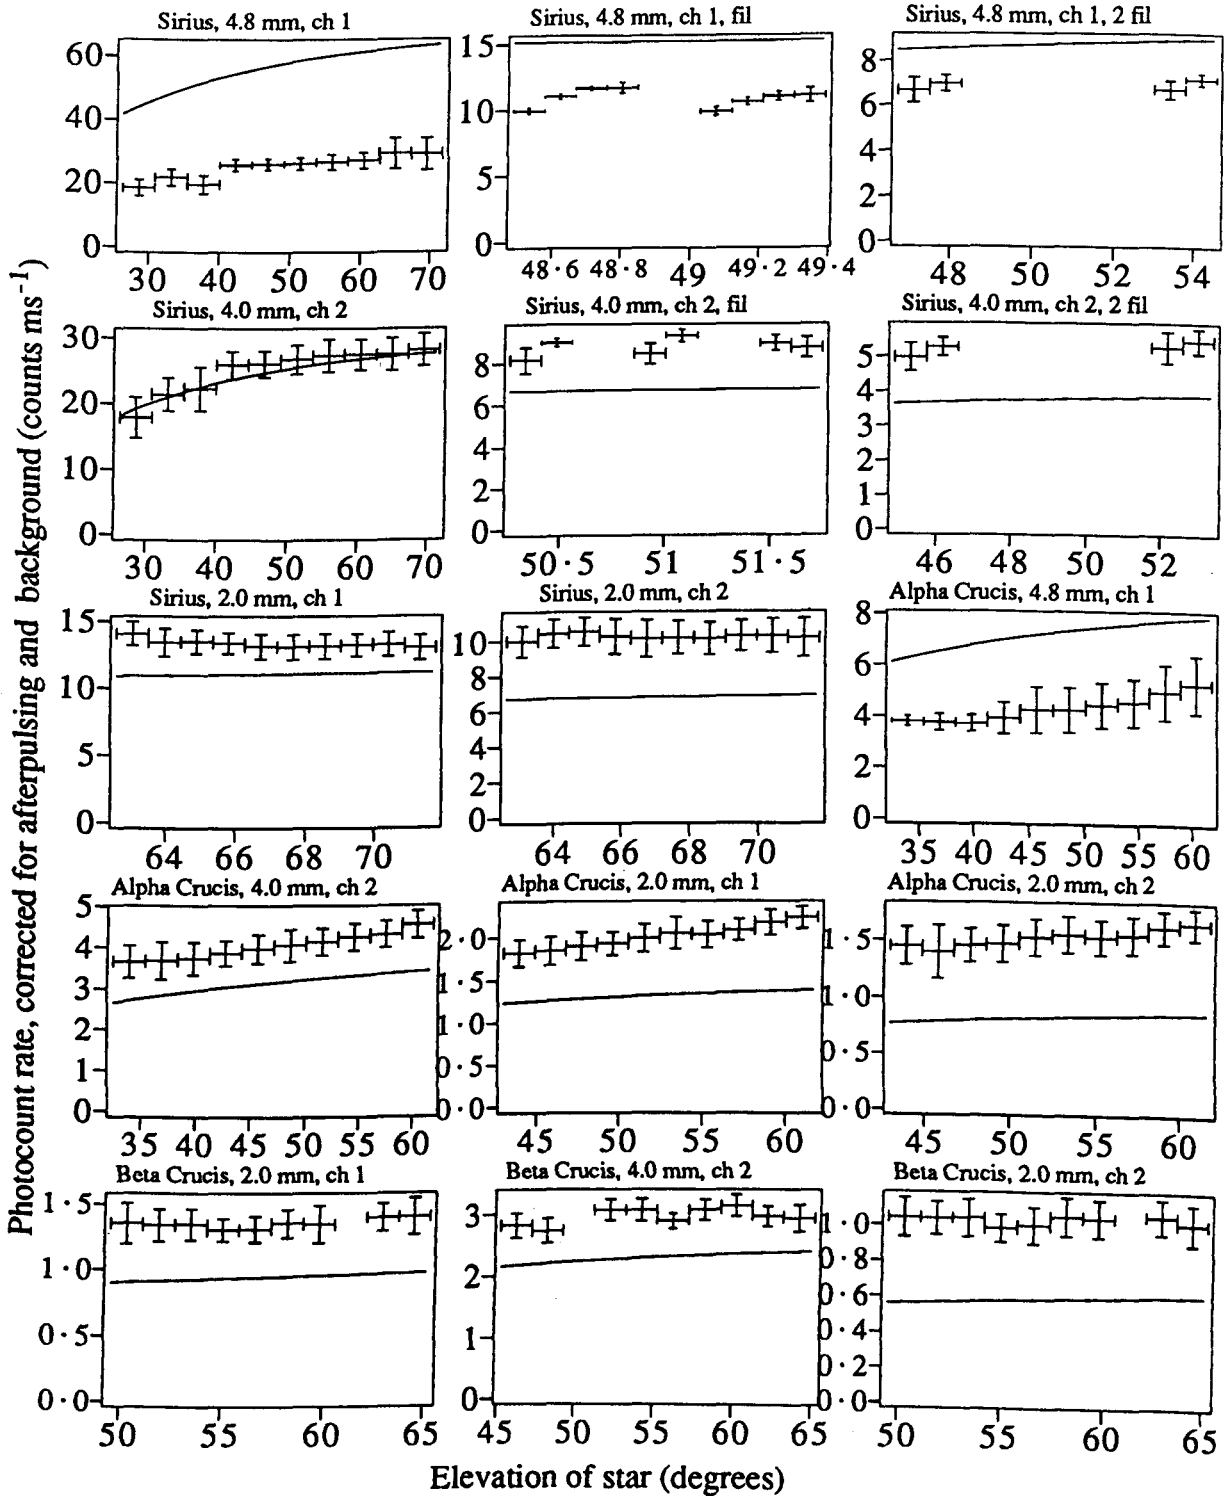 Photocount rate, corrected for afterpulsing and background (counts ms⁻¹)
Sirius, 4.8 mm, ch 1
60
40
20
0
30 40 50 60 70
Sirius, 4.8 mm, ch 1, fil
15
10
5
0
48·6 48·8 49 49·2 49·4
Sirius, 4.8 mm, ch 1, 2 fil
8
6
4
2
0
48 50 52 54
Sirius, 4.0 mm, ch 2
30
20
10
0
30 40 50 60 70
Sirius, 4.0 mm, ch 2, fil
8
6
4
2
0
50·5 51 51·5
Sirius, 4.0 mm, ch 2, 2 fil
5
4
3
2
1
0
46 48 50 52
Sirius, 2.0 mm, ch 1
15
10
5
0
64 66 68 70
Sirius, 2.0 mm, ch 2
10
8
6
4
2
0
64 66 68 70
Alpha Crucis, 4.8 mm, ch 1
8
6
4
2
0
35 40 45 50 55 60
Alpha Crucis, 4.0 mm, ch 2
5
4
3
2
1
0
35 40 45 50 55 60
Alpha Crucis, 2.0 mm, ch 1
2·0
1·5
1·0
0·5
0·0
45 50 55 60
Alpha Crucis, 2.0 mm, ch 2
1·5
1·0
0·5
0·0
45 50 55 60
Beta Crucis, 2.0 mm, ch 1
1·5
1·0
0·5
0·0
50 55 60 65
Beta Crucis, 4.0 mm, ch 2
3
2
1
0
45 50 55 60 65
Beta Crucis, 2.0 mm, ch 2
1·0
0·8
0·6
0·4
0·2
0·0
50 55 60 65
Elevation of star (degrees)